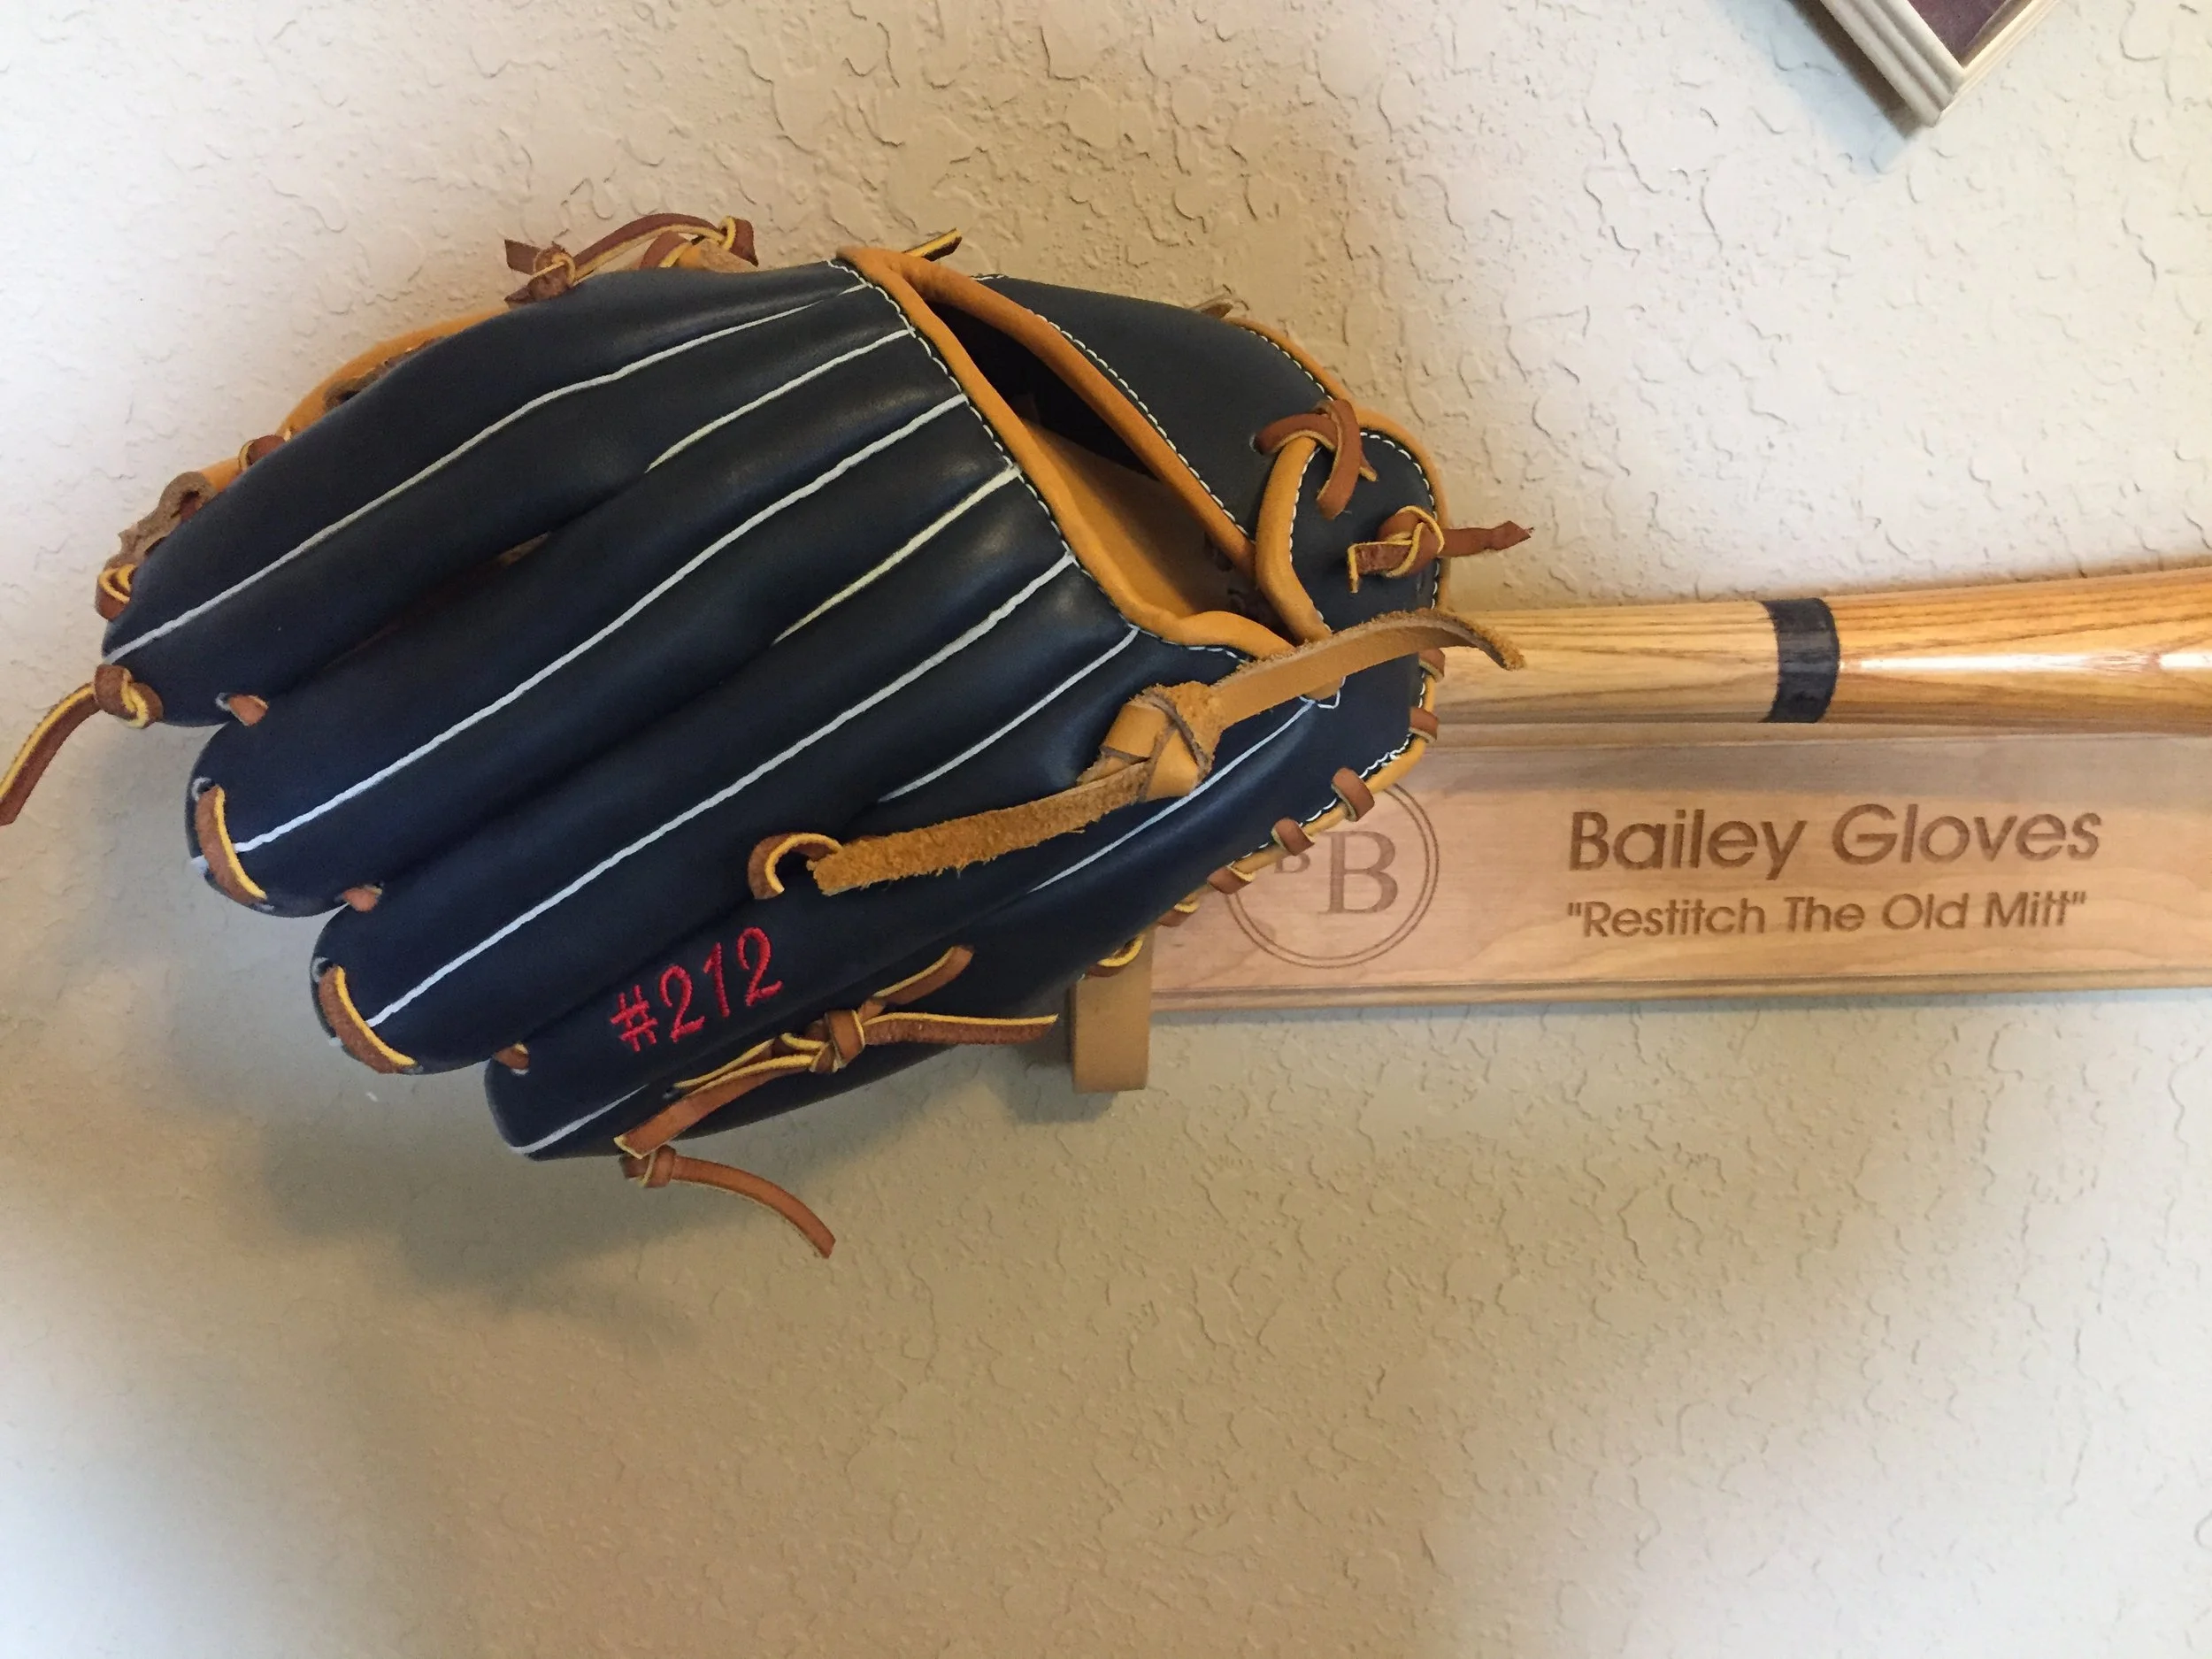 #212
B B
Bailey Gloves
"Restitch The Old Mitt"